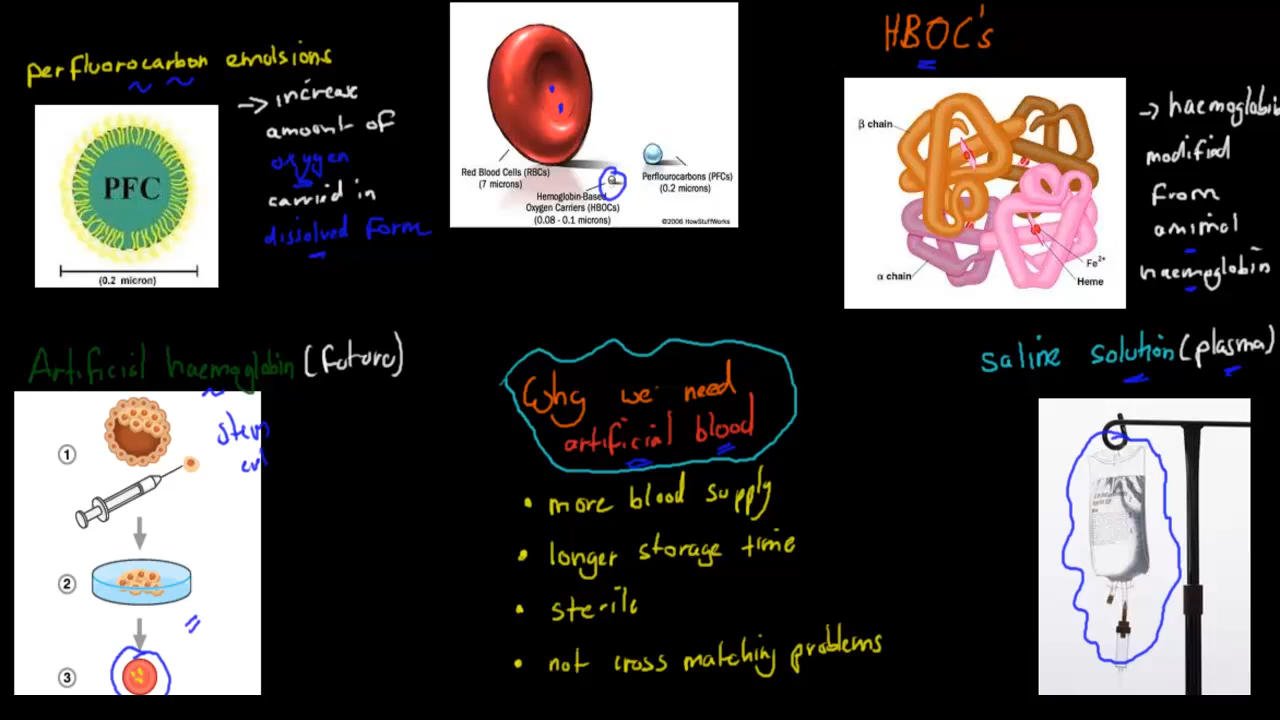 perfluorocarbon emulsions
PFC
(0.2 micron)
→ increase
amount of
oxygen
carried in
dissolved form
Red Blood Cells (RBCs)
(7 microns)
Hemoglobin-Based
Oxygen Carriers (HBOCs)
(0.08 - 0.1 microns)
Perflourocarbons (PFCs)
(0.2 microns)
©2006 HowStuffWorks
HBOC's
β chain
α chain
Fe2+
Heme
→ haemoglobin
modified
from
animal
haemoglobin
Artificial haemoglobin (future)
stem
1
2
3
Why we need
artificial blood
• more blood supply
• longer storage time
• sterile
• not cross matching problems
saline solution (plasma)